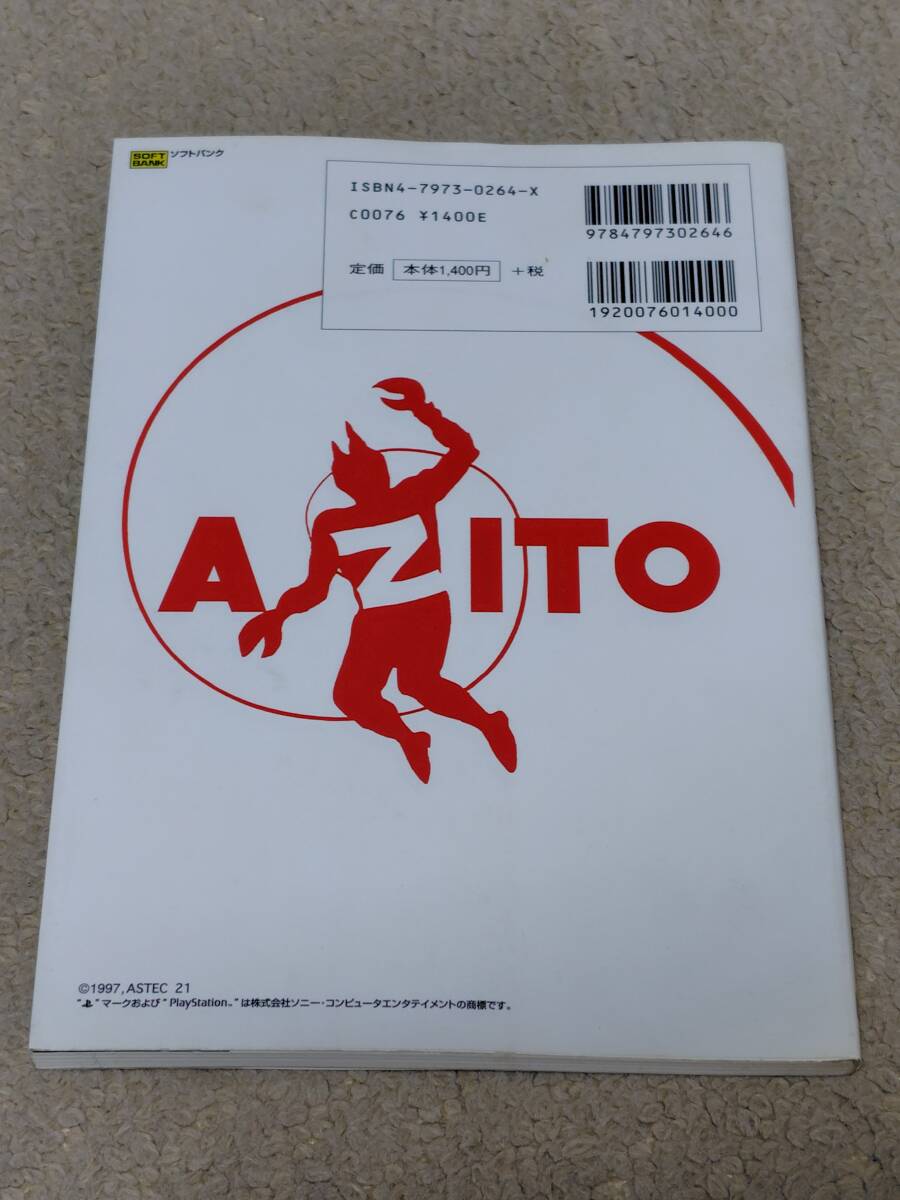 SOFT
BANK
ソフトバンク
ISBN4-7973-0264-X
C0076 ¥1400E
定価 本体1,400円 +税
9784797302646
1920076014000
AZITO
©1997, ASTEC 21
"PS"マークおよび"PlayStation™"は株式会社ソニー・コンピュータエンタテイメントの商標です。